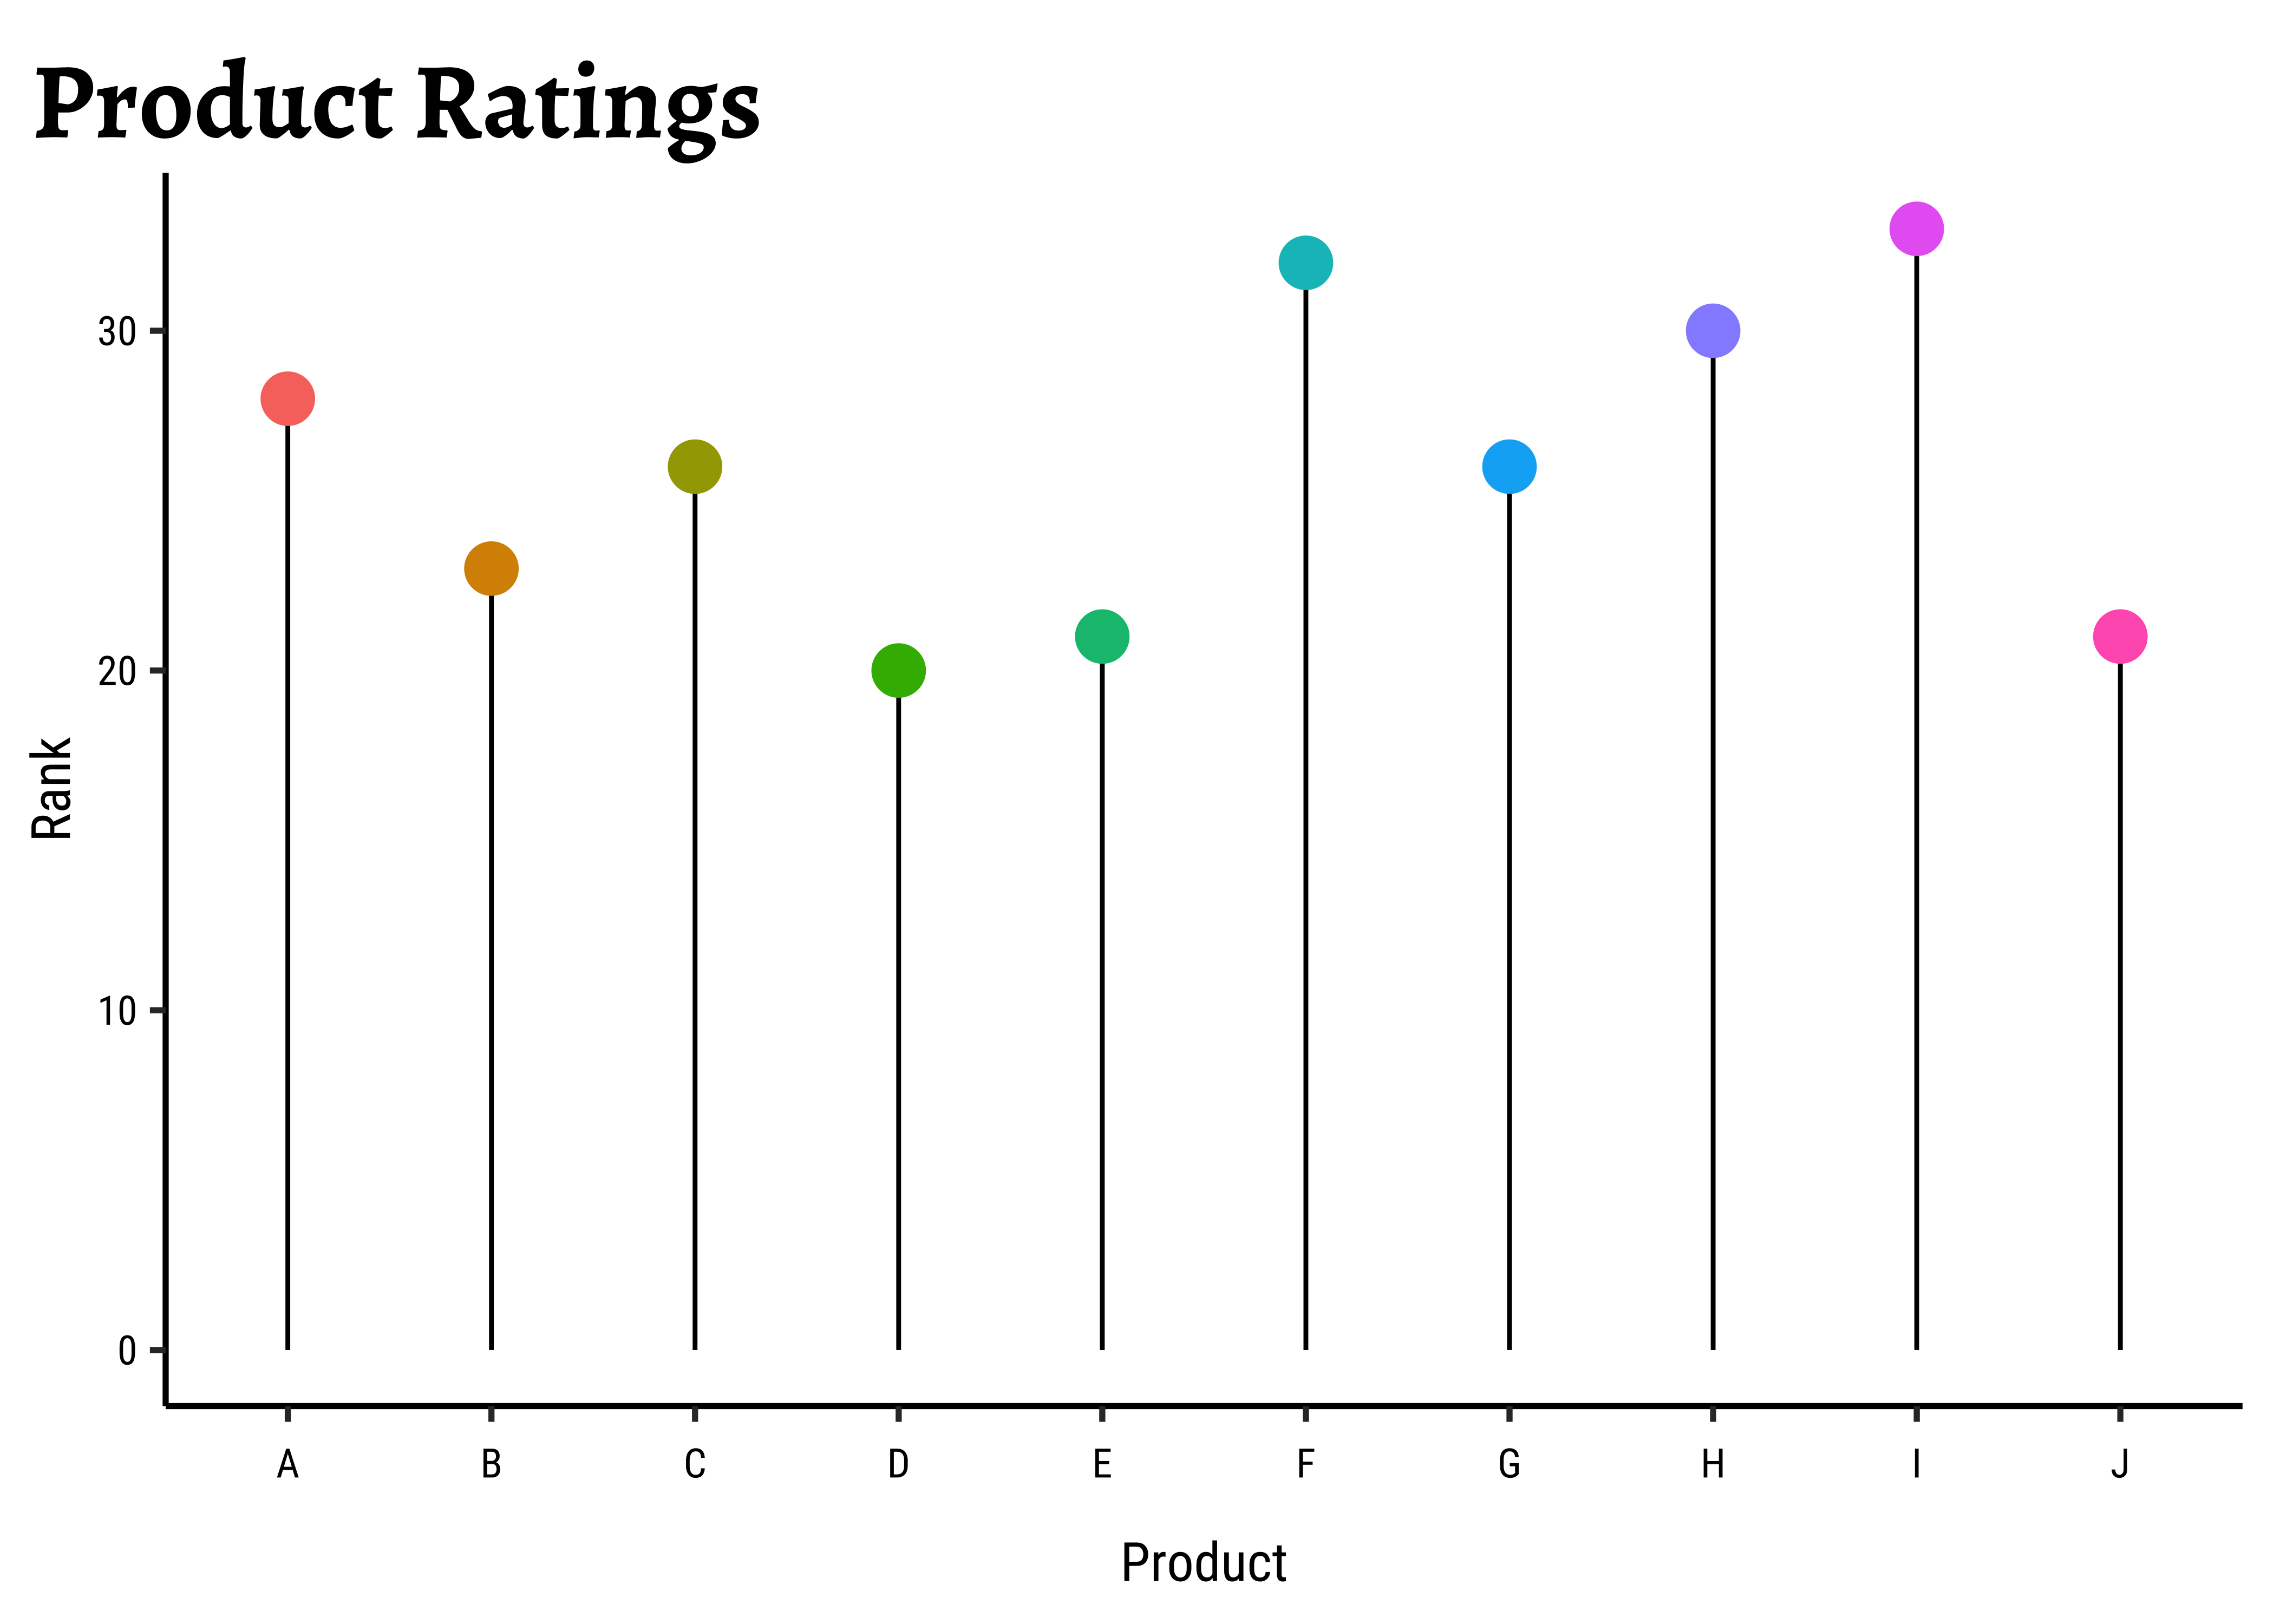 Product Ratings
30
20
10
0
Rank
A B C D E F G H I J
Product